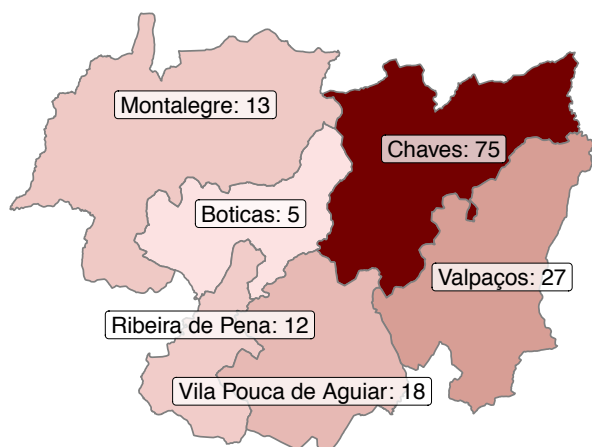 Montalegre: 13
Chaves: 75
Boticas: 5
Valpaços: 27
Ribeira de Pena: 12
Vila Pouca de Aguiar: 18